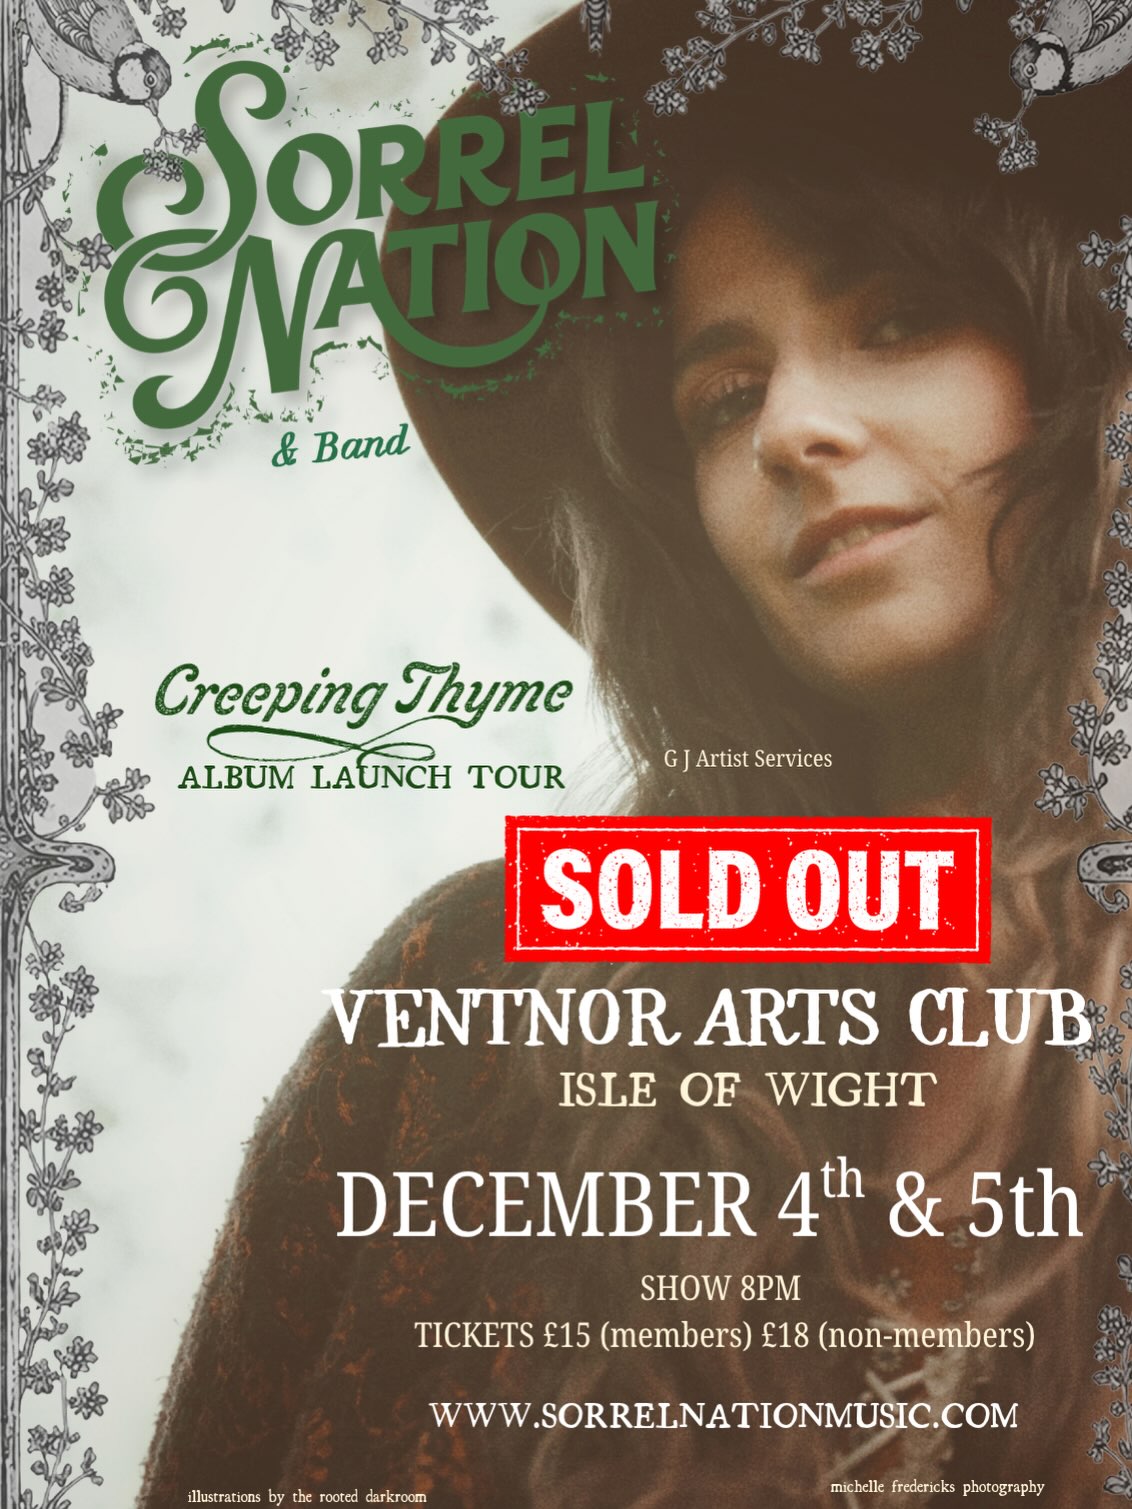 SORREL
NATION
& Band
Creeping Thyme
ALBUM LAUNCH TOUR
G J Artist Services
SOLD OUT
VENTNOR ARTS CLUB
ISLE OF WIGHT
DECEMBER 4th & 5th
SHOW 8PM
TICKETS £15 (members) £18 (non-members)
WWW.SORRELNATIONMUSIC.COM
michelle fredericks photography
illustrations by the rooted darkroom